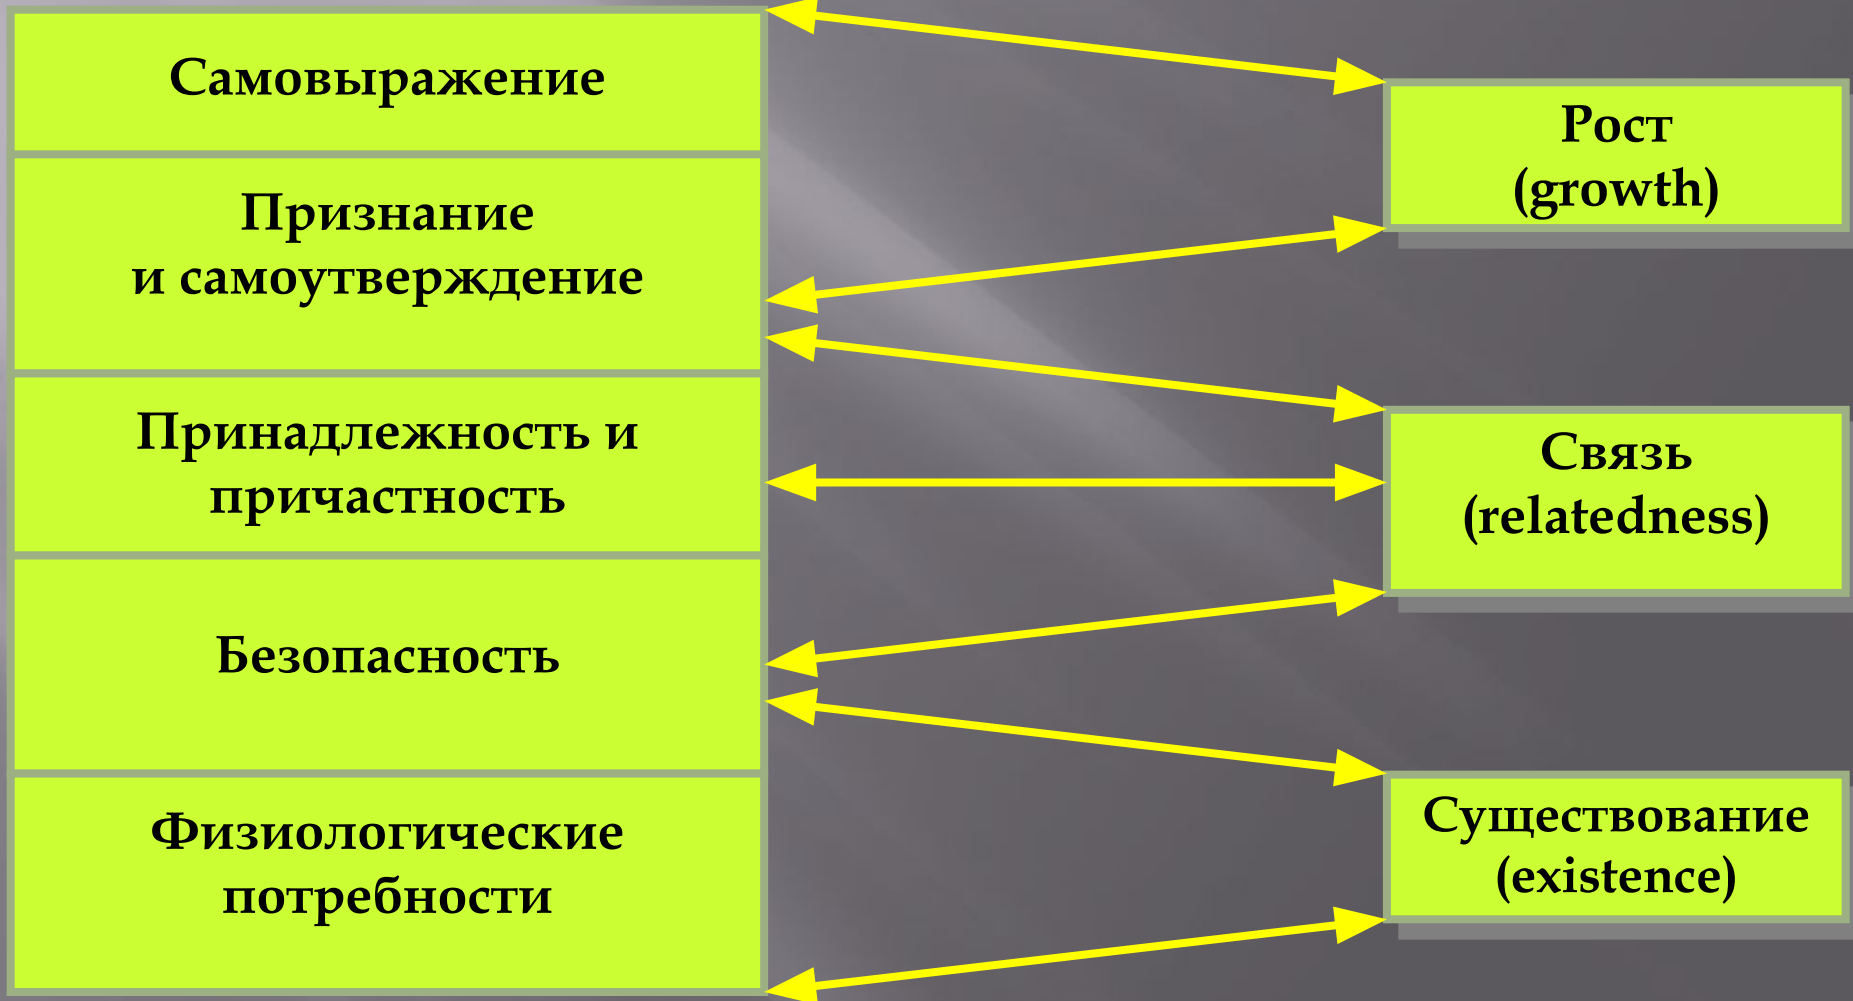 Самовыражение
Признание
и самоутверждение
Принадлежность и
причастность
Безопасность
Физиологические
потребности
Рост
(growth)
Связь
(relatedness)
Существование
(existence)